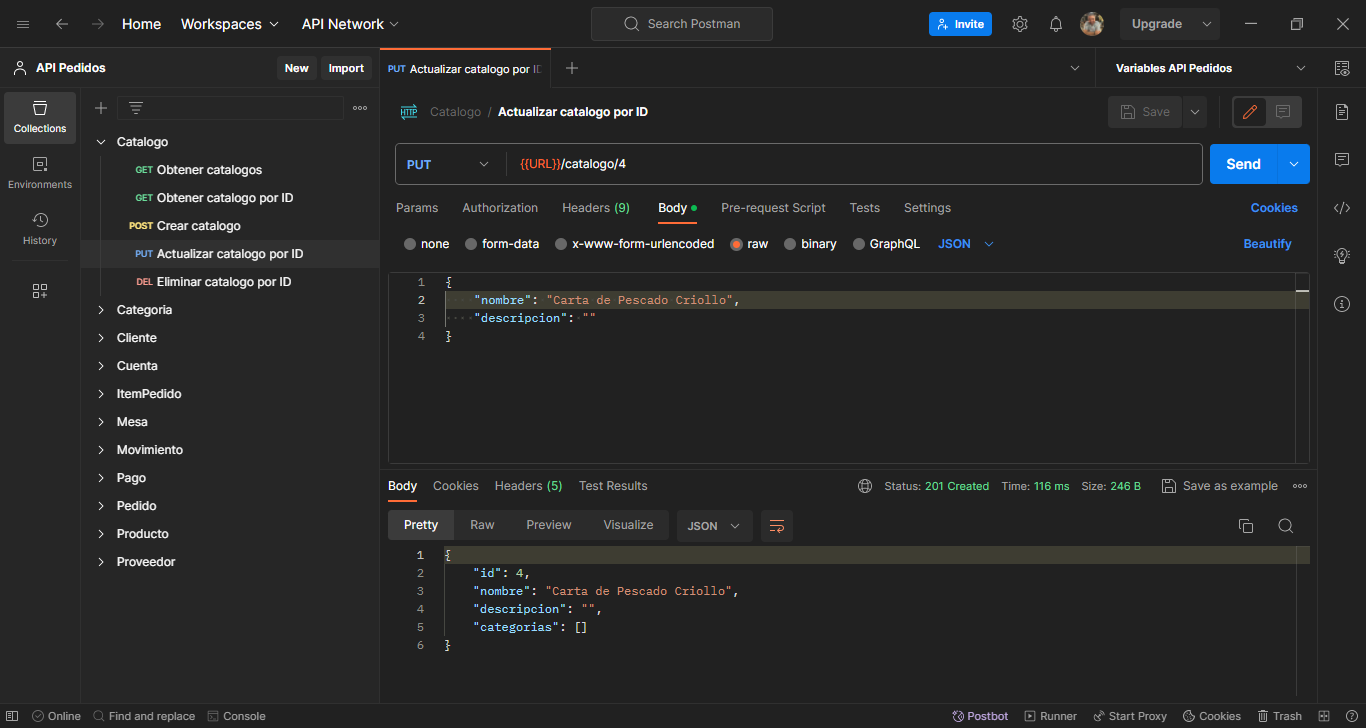 Home Workspaces API Network Search Postman Invite Upgrade
API Pedidos New Import PUT Actualizar catalogo por ID Variables API Pedidos
Collections
Environments
History
Catalogo
GET Obtener catalogos
GET Obtener catalogo por ID
POST Crear catalogo
PUT Actualizar catalogo por ID
DEL Eliminar catalogo por ID
Categoria
Cliente
Cuenta
ItemPedido
Mesa
Movimiento
Pago
Pedido
Producto
Proveedor
HTTP Catalogo / Actualizar catalogo por ID Save
PUT {{URL}}/catalogo/4 Send
Params Authorization Headers (9) Body Pre-request Script Tests Settings Cookies
none form-data x-www-form-urlencoded raw binary GraphQL JSON Beautify
1 {
2 "nombre": "Carta de Pescado Criollo",
3 "descripcion": ""
4 }
Body Cookies Headers (5) Test Results Status: 201 Created Time: 116 ms Size: 246 B Save as example
Pretty Raw Preview Visualize JSON
1 {
2 "id": 4,
3 "nombre": "Carta de Pescado Criollo",
4 "descripcion": "",
5 "categorias": []
6 }
Online Find and replace Console Postbot Runner Start Proxy Cookies Trash